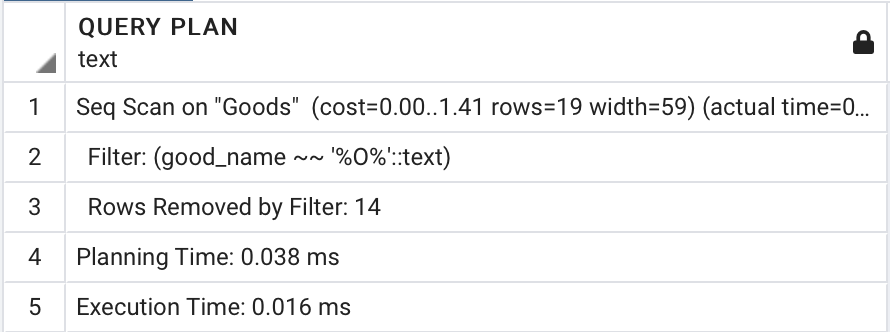 QUERY PLAN
text
1 Seq Scan on "Goods" (cost=0.00..1.41 rows=19 width=59) (actual time=0...
2 Filter: (good_name ~~ '%O%'::text)
3 Rows Removed by Filter: 14
4 Planning Time: 0.038 ms
5 Execution Time: 0.016 ms